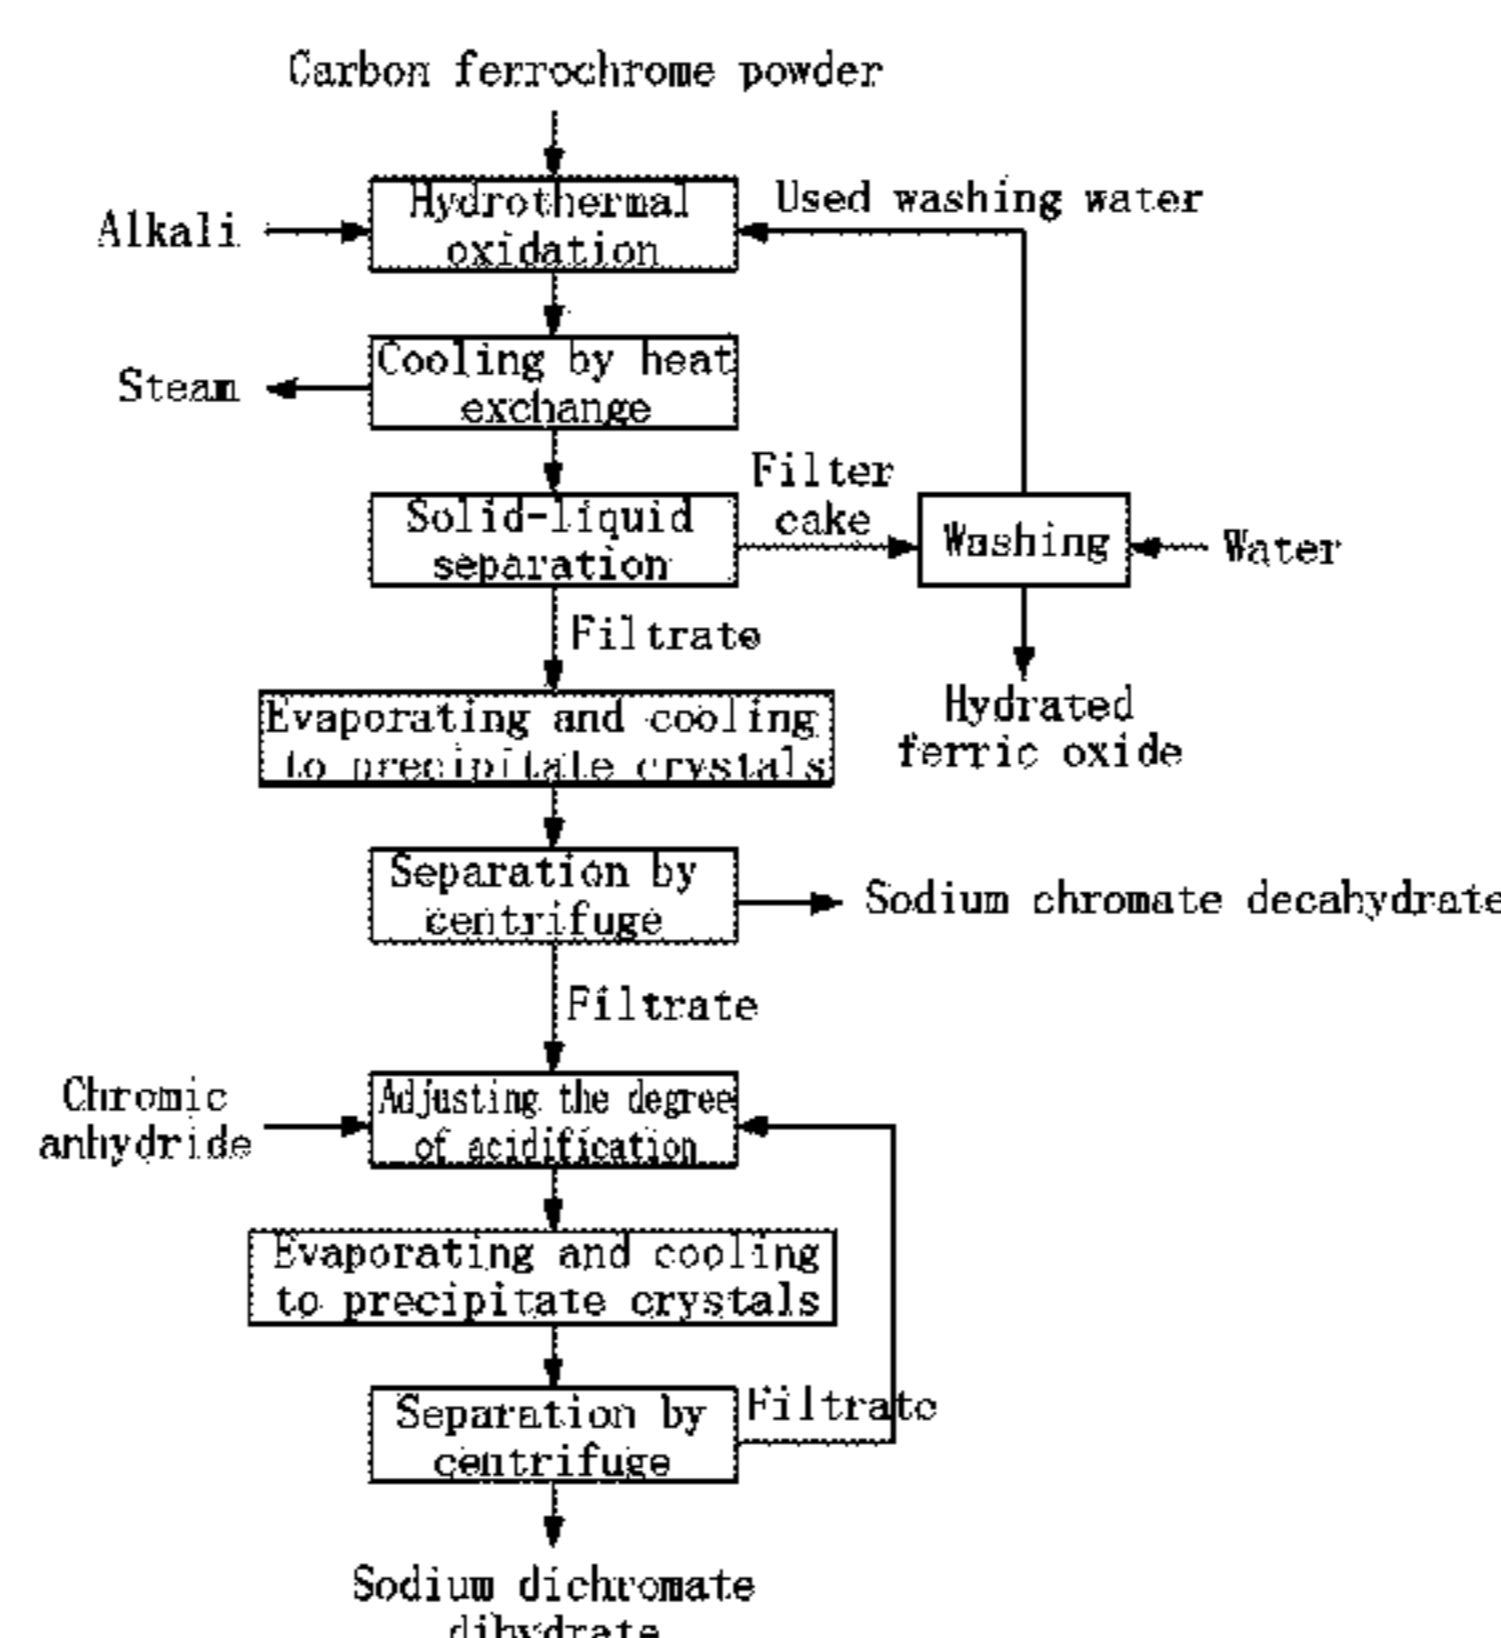 Carbon ferrochrome powder
Hydrothermal
oxidation
Alkali
Used washing water
Cooling by heat
exchange
Steam
Solid-liquid
separation
Filter
cake
Washing
Water
Filtrate
Hydrated
ferric oxide
Evaporating and cooling
to precipitate crystals
Separation by
centrifuge
Sodium chromate decahydrate
Filtrate
Chromic
anhydride
Adjusting the degree
of acidification
Evaporating and cooling
to precipitate crystals
Separation by
centrifuge
Filtrate
Sodium dichromate
dihydrate